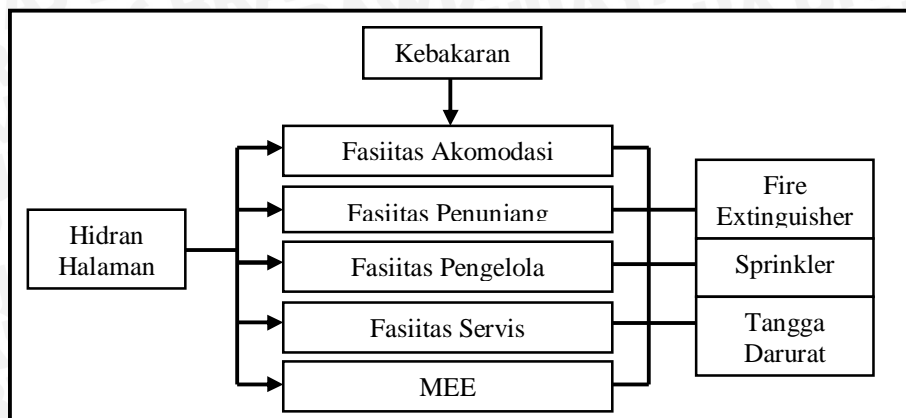 Kebakaran
Fasiitas Akomodasi
Fasiitas Penunjang
Fasiitas Pengelola
Fasiitas Servis
MEE
Hidran
Halaman
Fire
Extinguisher
Sprinkler
Tangga
Darurat